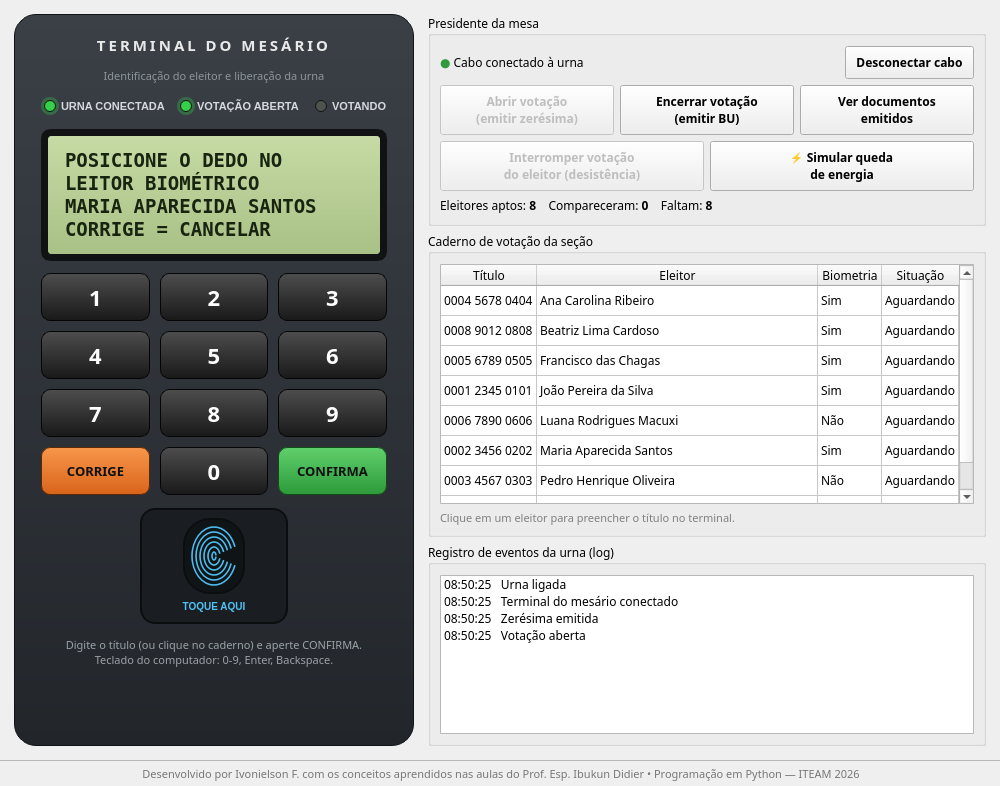 TERMINAL DO MESÁRIO
Identificação do eleitor e liberação da urna
URNA CONECTADA VOTAÇÃO ABERTA VOTANDO
POSICIONE O DEDO NO
LEITOR BIOMÉTRICO
MARIA APARECIDA SANTOS
CORRIGE = CANCELAR
1 2 3
4 5 6
7 8 9
CORRIGE 0 CONFIRMA
TOQUE AQUI
Digite o título (ou clique no caderno) e aperte CONFIRMA.
Teclado do computador: 0-9, Enter, Backspace.
Presidente da mesa
● Cabo conectado à urna
Desconectar cabo
Abrir votação
(emitir zerésima)
Encerrar votação
(emitir BU)
Ver documentos
emitidos
Interromper votação
do eleitor (desistência)
⚡ Simular queda
de energia
Eleitores aptos: 8 Compareceram: 0 Faltam: 8
Caderno de votação da seção
Título Eleitor Biometria Situação
0004 5678 0404 Ana Carolina Ribeiro Sim Aguardando
0008 9012 0808 Beatriz Lima Cardoso Sim Aguardando
0005 6789 0505 Francisco das Chagas Sim Aguardando
0001 2345 0101 João Pereira da Silva Sim Aguardando
0006 7890 0606 Luana Rodrigues Macuxi Não Aguardando
0002 3456 0202 Maria Aparecida Santos Sim Aguardando
0003 4567 0303 Pedro Henrique Oliveira Não Aguardando
Clique em um eleitor para preencher o título no terminal.
Registro de eventos da urna (log)
08:50:25 Urna ligada
08:50:25 Terminal do mesário conectado
08:50:25 Zerésima emitida
08:50:25 Votação aberta
Desenvolvido por Ivonielson F. com os conceitos aprendidos nas aulas do Prof. Esp. Ibukun Didier • Programação em Python — ITEAM 2026